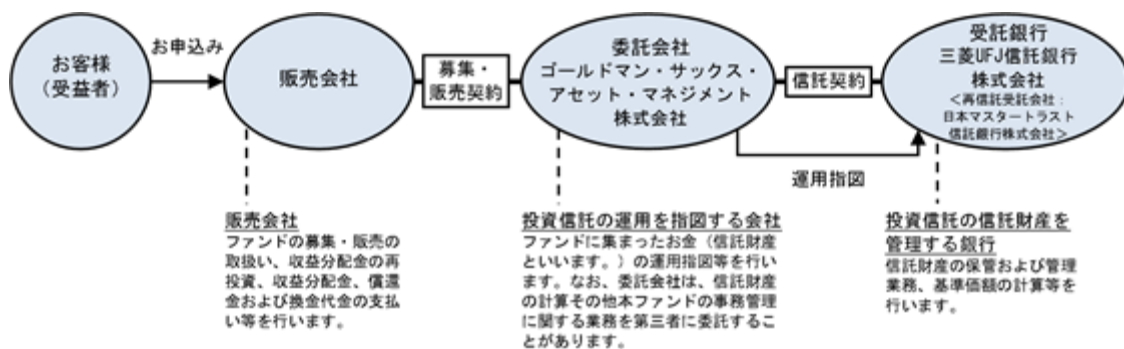 お客様
（受益者）
お申込み
販売会社
募集・
販売契約
委託会社
ゴールドマン・サックス・
アセット・マネジメント
株式会社
信託契約
受託銀行
三菱UFJ信託銀行
株式会社
＜再信託受託会社：
日本マスタートラスト
信託銀行株式会社＞
運用指図
販売会社
ファンドの募集・販売の
取扱い、収益分配金の再
投資、収益分配金、償還
金および換金代金の支払
い等を行います。
投資信託の運用を指図する会社
ファンドに集まったお金（信託財産
といいます。）の運用指図等を行い
ます。なお、委託会社は、信託財産
の計算その他本ファンドの事務管理
に関する業務を第三者に委託するこ
とがあります。
投資信託の信託財産を
管理する銀行
信託財産の保管および管理
業務、基準価額の計算等を
行います。